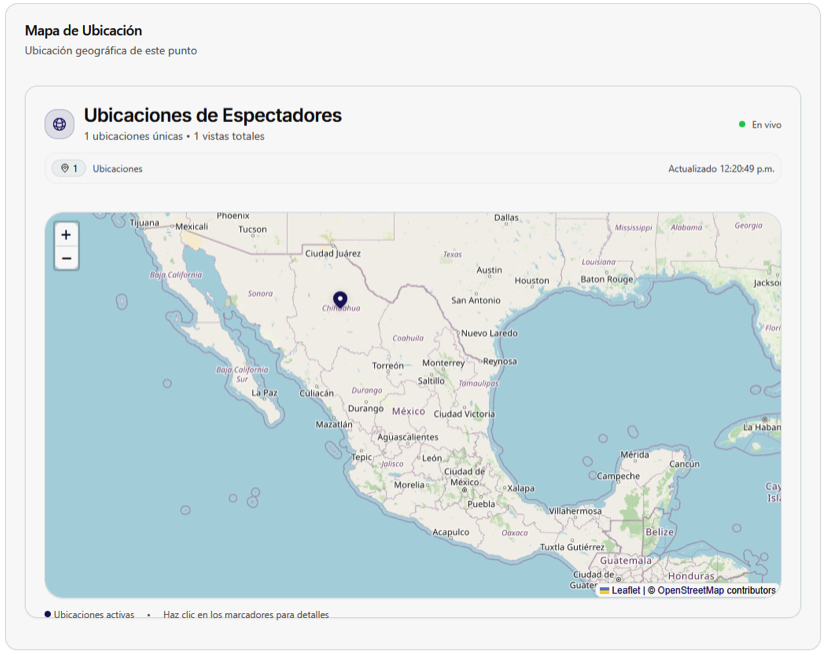 Mapa de Ubicación
Ubicación geográfica de este punto
Ubicaciones de Espectadores
1 ubicaciones únicas • 1 vistas totales
En vivo
1 Ubicaciones
Actualizado 12:20:49 p.m.
+
−
Phoenix
Dallas
Tijuana
Mexicali
Tucson
Mississippi
Alabama
Georgia
Ciudad Juárez
Texas
Louisiana
Austin
Baja California
Houston
Baton Rouge
Jackso
Sonora
San Antonio
Chihuahua
Flori
Nuevo Laredo
Coahuila
Torreón
Monterrey
Reynosa
Baja California
Sur
Saltillo
Tamaulipas
La Paz
Culiacán
Durango
Durango
México
Ciudad Victoria
Mazatlán
La Haban
Aguascalientes
Tepic
León
Jalisco
Mérida
Cancún
Ciudad de
México
Campeche
Morelia
Xalapa
Cay
Isla
Puebla
Villahermosa
Acapulco
Oaxaca
Belize
Tuxtla Gutiérrez
Guatemala
Ciudad de
Guate
Honduras
Leaflet | © OpenStreetMap contributors
Ubicaciones activas • Haz clic en los marcadores para detalles